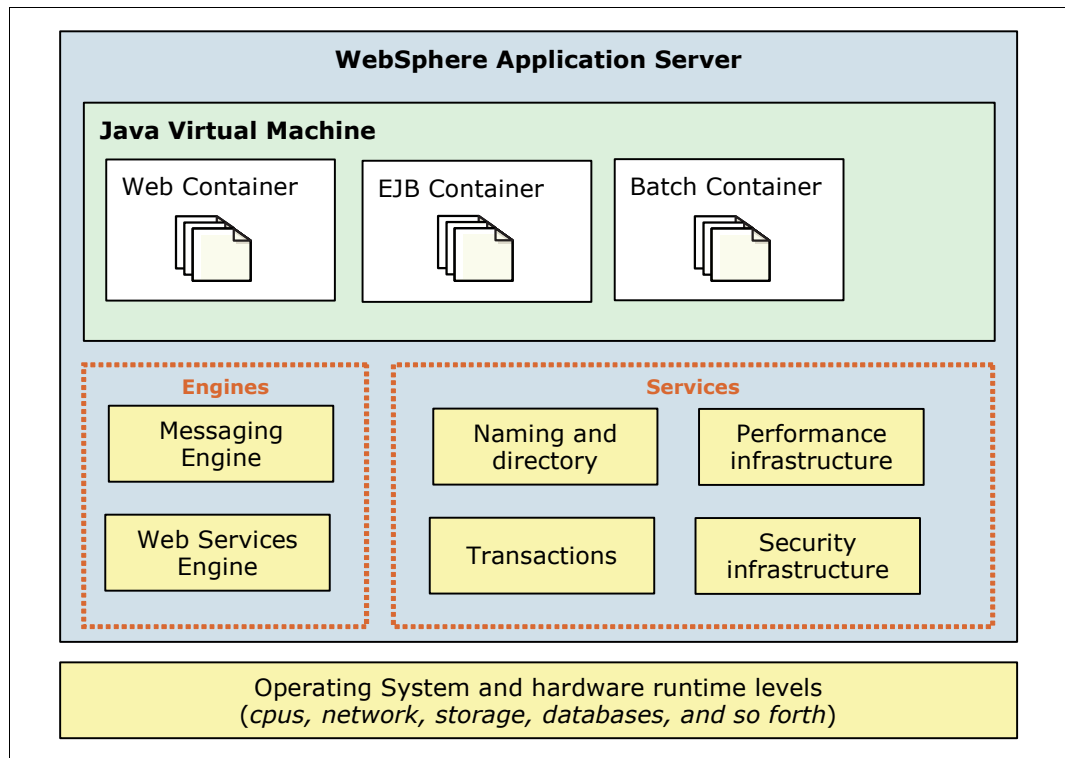 WebSphere Application Server
Java Virtual Machine
Web Container
EJB Container
Batch Container
Engines
Messaging
Engine
Web Services
Engine
Services
Naming and
directory
Performance
infrastructure
Transactions
Security
infrastructure
Operating System and hardware runtime levels
(cpus, network, storage, databases, and so forth)